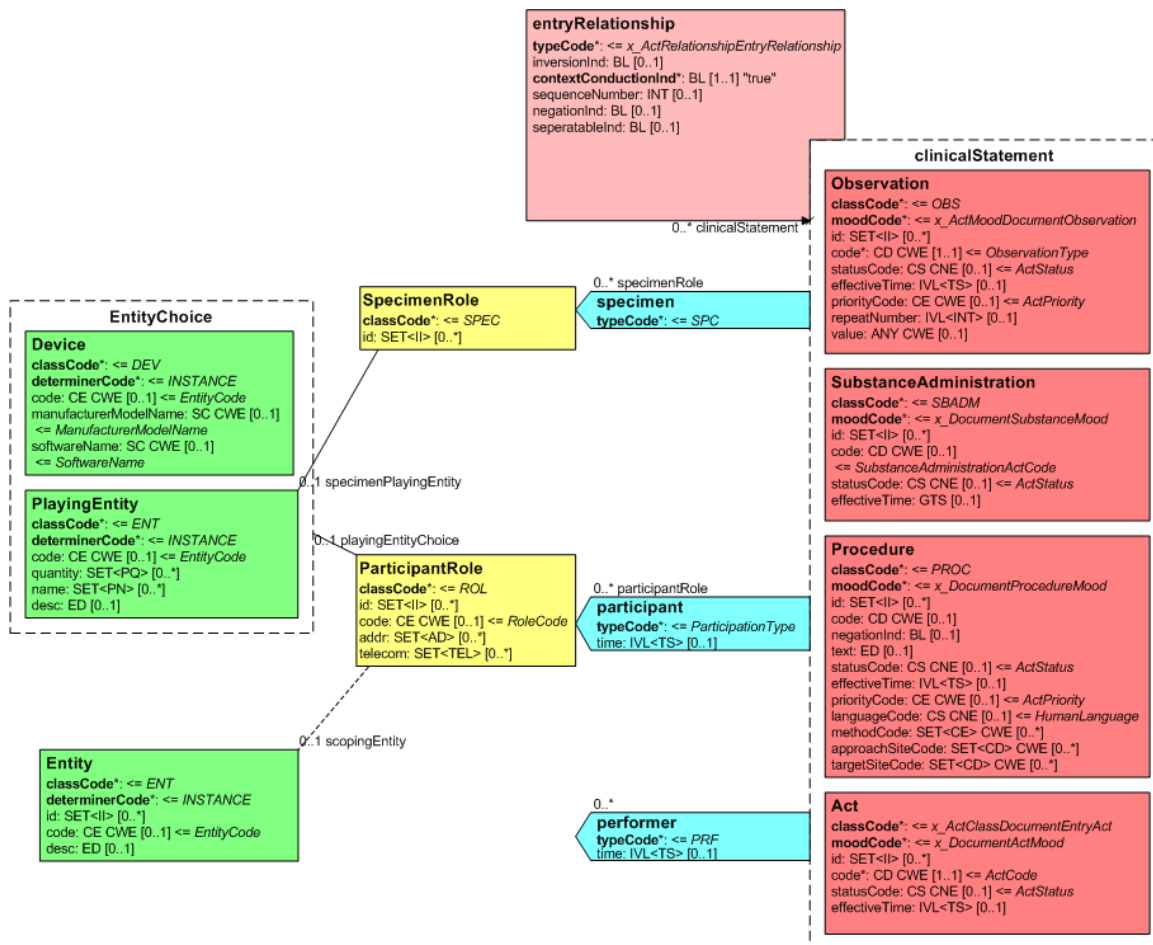 entryRelationship
typeCode*: <= x_ActRelationshipEntryRelationship
inversionInd: BL [0..1]
contextConductionInd*: BL [1..1] "true"
sequenceNumber: INT [0..1]
negationInd: BL [0..1]
seperatableInd: BL [0..1]
0..* clinicalStatement
clinicalStatement
Observation
classCode*: <= OBS
moodCode*: <= x_ActMoodDocumentObservation
id: SET<II> [0..*]
code*: CD CWE [1..1] <= ObservationType
statusCode: CS CNE [0..1] <= ActStatus
effectiveTime: IVL<TS> [0..1]
priorityCode: CE CWE [0..1] <= ActPriority
repeatNumber: IVL<INT> [0..1]
value: ANY CWE [0..1]
SubstanceAdministration
classCode*: <= SBADM
moodCode*: <= x_DocumentSubstanceMood
id: SET<II> [0..*]
code: CD CWE [0..1]
<= SubstanceAdministrationActCode
statusCode: CS CNE [0..1] <= ActStatus
effectiveTime: GTS [0..1]
Procedure
classCode*: <= PROC
moodCode*: <= x_DocumentProcedureMood
id: SET<II> [0..*]
code: CD CWE [0..1]
negationInd: BL [0..1]
text: ED [0..1]
statusCode: CS CNE [0..1] <= ActStatus
effectiveTime: IVL<TS> [0..1]
priorityCode: CE CWE [0..1] <= ActPriority
languageCode: CS CNE [0..1] <= HumanLanguage
methodCode: SET<CE> CWE [0..*]
approachSiteCode: SET<CD> CWE [0..*]
targetSiteCode: SET<CD> CWE [0..*]
Act
classCode*: <= x_ActClassDocumentEntryAct
moodCode*: <= x_DocumentActMood
id: SET<II> [0..*]
code*: CD CWE [1..1] <= ActCode
statusCode: CS CNE [0..1] <= ActStatus
effectiveTime: IVL<TS> [0..1]
0..* specimenRole
specimen
typeCode*: <= SPC
SpecimenRole
classCode*: <= SPEC
id: SET<II> [0..*]
EntityChoice
Device
classCode*: <= DEV
determinerCode*: <= INSTANCE
code: CE CWE [0..1] <= EntityCode
manufacturerModelName: SC CWE [0..1]
<= ManufacturerModelName
softwareName: SC CWE [0..1]
<= SoftwareName
0..1 specimenPlayingEntity
PlayingEntity
classCode*: <= ENT
determinerCode*: <= INSTANCE
code: CE CWE [0..1] <= EntityCode
quantity: SET<PQ> [0..*]
name: SET<PN> [0..*]
desc: ED [0..1]
0..1 playingEntityChoice
ParticipantRole
classCode*: <= ROL
id: SET<II> [0..*]
code: CE CWE [0..1] <= RoleCode
addr: SET<AD> [0..*]
telecom: SET<TEL> [0..*]
0..* participantRole
participant
typeCode*: <= ParticipationType
time: IVL<TS> [0..1]
0..1 scopingEntity
Entity
classCode*: <= ENT
determinerCode*: <= INSTANCE
id: SET<II> [0..*]
code: CE CWE [0..1] <= EntityCode
desc: ED [0..1]
0..*
performer
typeCode*: <= PRF
time: IVL<TS> [0..1]